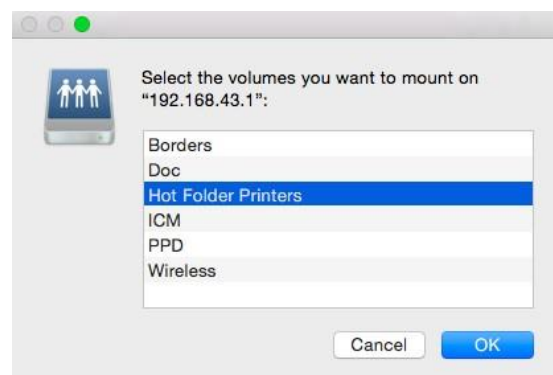 Select the volumes you want to mount on
“192.168.43.1”:
Borders
Doc
Hot Folder Printers
ICM
PPD
Wireless
Cancel
OK